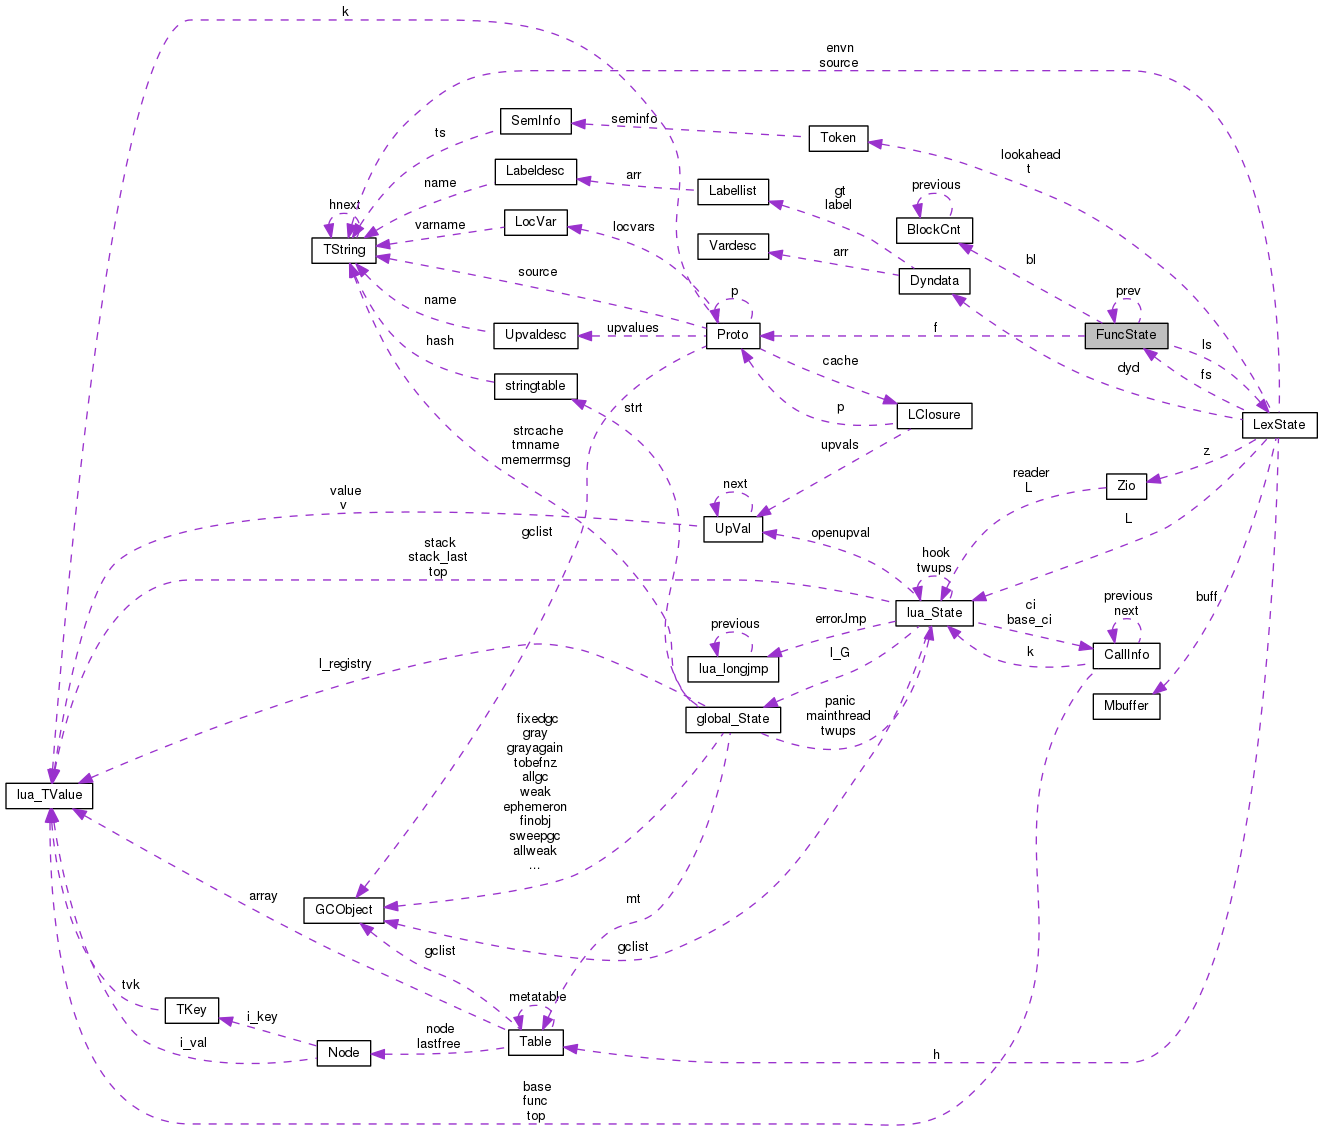 k
envn
source
SemInfo
seminfo
Token
ts
lookahead
t
Labeldesc
arr
Labellist
name
gt
label
previous
hnext
LocVar
varname
locvars
BlockCnt
TString
Vardesc
arr
bl
source
Dyndata
p
prev
name
Upvaldesc
upvalues
Proto
f
FuncState
hash
ls
cache
dyd
fs
stringtable
strt
p
LClosure
LexState
strcache
tmname
memerrmsg
upvals
z
reader
L
next
Zio
value
v
L
gclist
UpVal
openupval
stack
stack_last
top
hook
twups
ci
base_ci
previous
next
buff
lua_State
previous
errorJmp
k
CallInfo
l_registry
lua_longjmp
l_G
panic
mainthread
twups
Mbuffer
global_State
fixedgc
gray
grayagain
tobefnz
allgc
weak
ephemeron
finobj
sweepgc
allweak
...
lua_TValue
array
GCObject
mt
gclist
gclist
tvk
metatable
TKey
i_key
node
lastfree
Table
i_val
Node
h
base
func
top